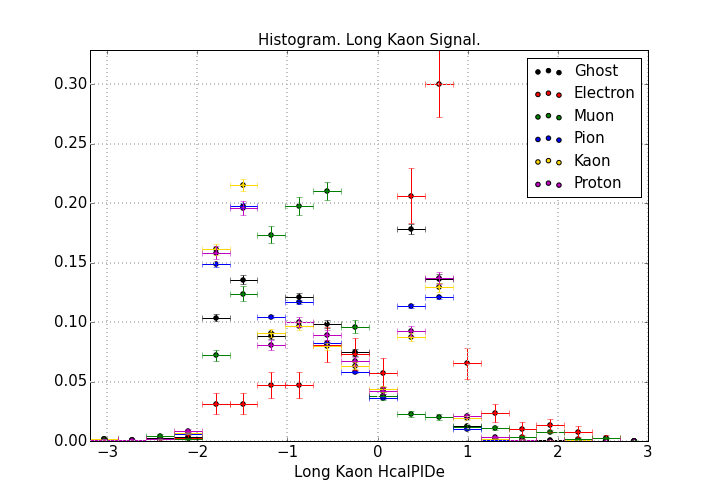 Histogram. Long Kaon Signal.
0.30
0.25
0.20
0.15
0.10
0.05
0.00
Ghost
Electron
Muon
Pion
Kaon
Proton
−3 −2 −1 0 1 2 3
Long Kaon HcalPIDe